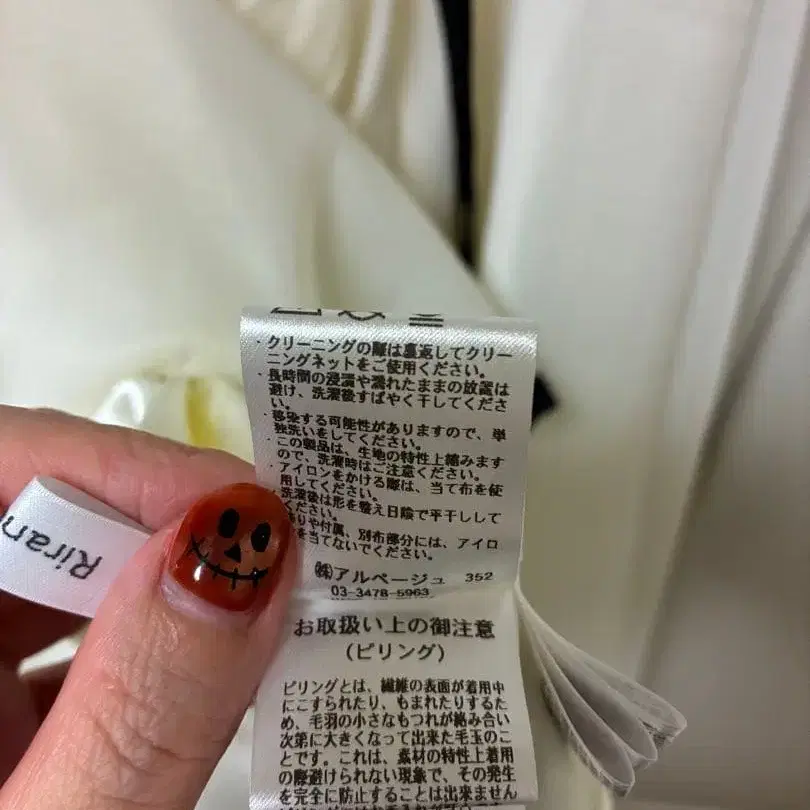 ・クリーニングの際は裏返してクリー
ニングネットをご使用ください。
・長時間の浸漬や濡れたままの放置は
避け、洗濯後すばやく干してくださ
い。
・移染する可能性がありますので、単
独洗いをしてください。
・この製品は、生地の特性上縮みます
ので、洗濯時はご注意ください。
・アイロンをかける際は、当て布を使
用してください。
洗濯後は形を整え日陰で平干しして
ください。
や付属、別布部分には、アイロ
を当てないでください。
㈱アルページュ 352
03-3478-5963
Riran
お取扱い上の御注意
(ピリング)
ピリングとは、繊維の表面が着用中
にこすられたり、もまれたりするた
め、毛羽の小さなもつれが絡み合い
次第に大きくなって出来た毛玉のこ
とです。これは、素材の特性上着用
の際避けられない現象で、その発生
を完全に防止することは出来ません